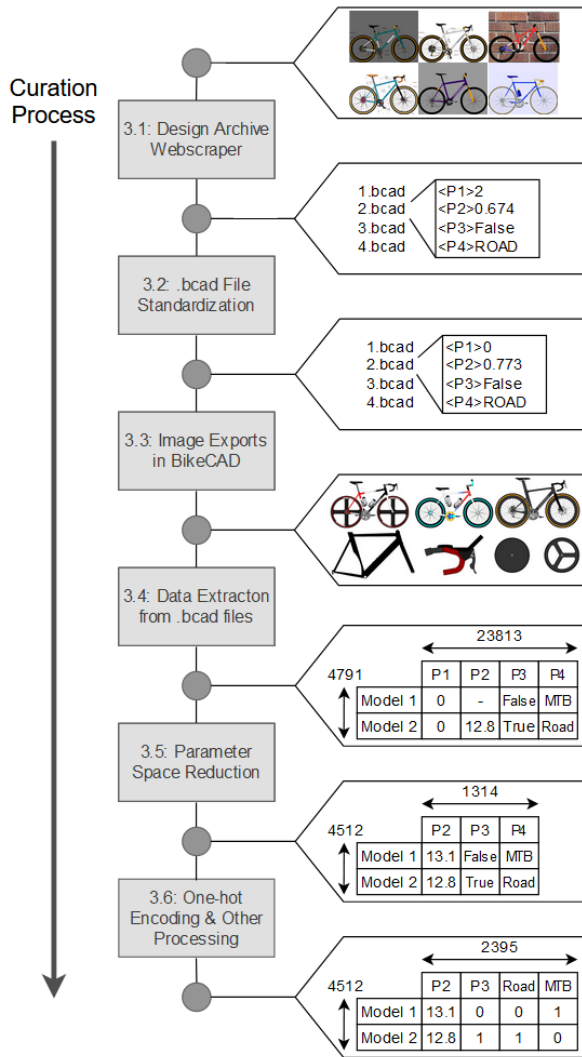 Curation
Process
3.1: Design Archive
Webscraper
1.bcad
2.bcad
3.bcad
4.bcad
<P1>2
<P2>0.674
<P3>False
<P4>ROAD
3.2: .bcad File
Standardization
1.bcad
2.bcad
3.bcad
4.bcad
<P1>0
<P2>0.773
<P3>False
<P4>ROAD
3.3: Image Exports
in BikeCAD
3.4: Data Extracton
from .bcad files
23813
4791
P1 P2 P3 P4
Model 1 0 - False MTB
Model 2 0 12.8 True Road
3.5: Parameter
Space Reduction
1314
4512
P2 P3 P4
Model 1 13.1 False MTB
Model 2 12.8 True Road
3.6: One-hot
Encoding & Other
Processing
2395
4512
P2 P3 Road MTB
Model 1 13.1 0 0 1
Model 2 12.8 1 1 0